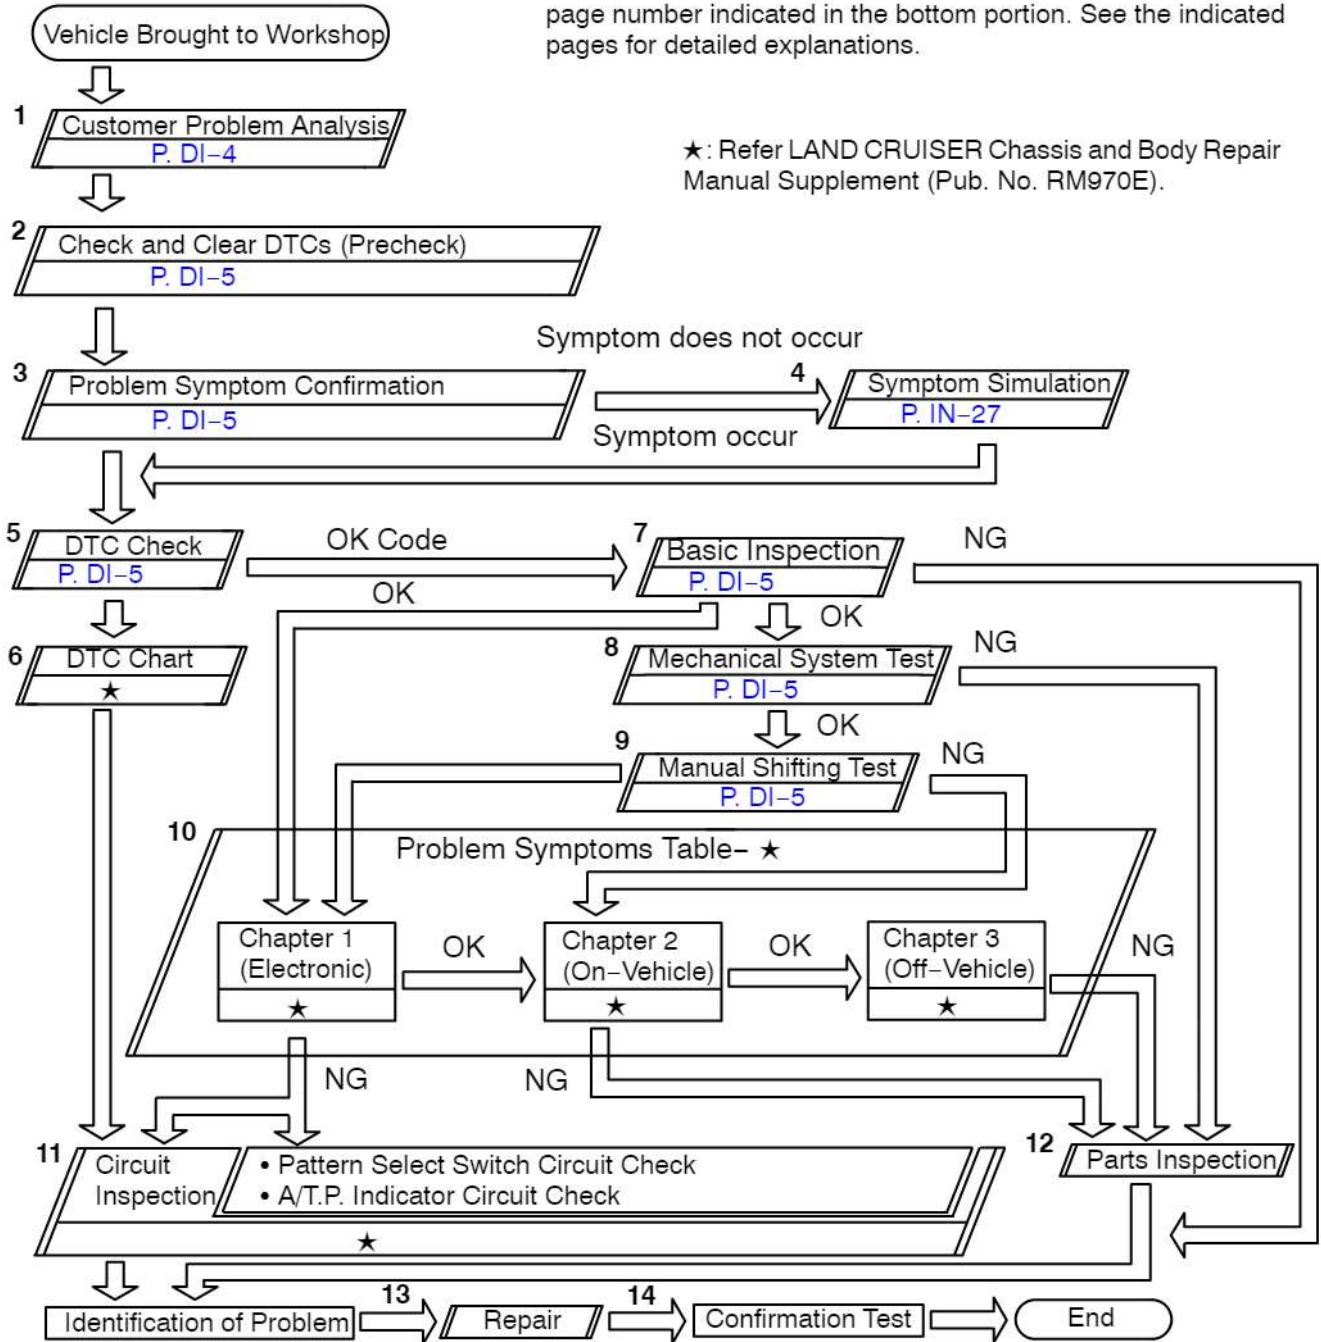 page number indicated in the bottom portion. See the indicated
pages for detailed explanations.
Vehicle Brought to Workshop
★: Refer LAND CRUISER Chassis and Body Repair
Manual Supplement (Pub. No. RM970E).
1
Customer Problem Analysis
P. DI–4
2
Check and Clear DTCs (Precheck)
P. DI–5
3
Problem Symptom Confirmation
P. DI–5
Symptom does not occur
4
Symptom Simulation
P. IN–27
Symptom occur
5
DTC Check
P. DI–5
OK Code
7
Basic Inspection
P. DI–5
NG
OK
OK
6
DTC Chart
★
8
Mechanical System Test
P. DI–5
NG
OK
9
Manual Shifting Test
P. DI–5
NG
10
Problem Symptoms Table– ★
Chapter 1
(Electronic)
★
OK
Chapter 2
(On–Vehicle)
★
OK
Chapter 3
(Off–Vehicle)
★
NG
NG
NG
11
Circuit
Inspection
• Pattern Select Switch Circuit Check
• A/T.P. Indicator Circuit Check
★
12
Parts Inspection
Identification of Problem
13
Repair
14
Confirmation Test
End